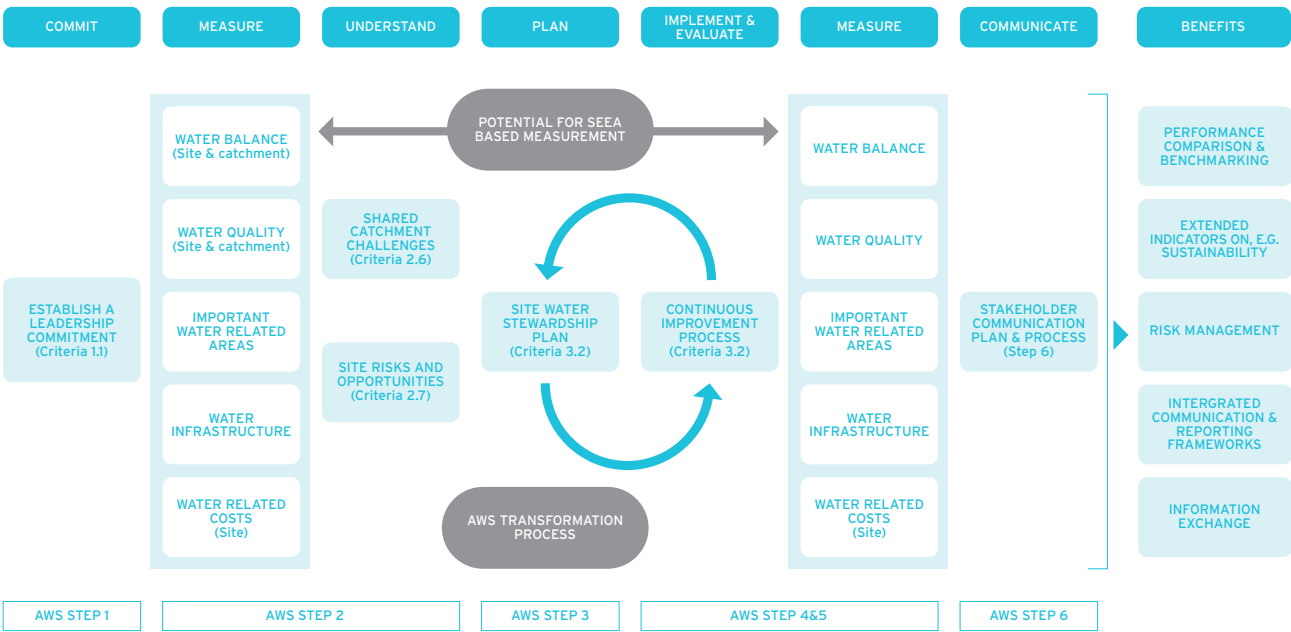 COMMIT
MEASURE
UNDERSTAND
PLAN
IMPLEMENT &
EVALUATE
MEASURE
COMMUNICATE
BENEFITS
ESTABLISH A
LEADERSHIP
COMMITMENT
(Criteria 1.1)
WATER BALANCE
(Site & catchment)
WATER QUALITY
(Site & catchment)
IMPORTANT
WATER RELATED
AREAS
WATER
INFRASTRUCTURE
WATER RELATED
COSTS
(Site)
SHARED
CATCHMENT
CHALLENGES
(Criteria 2.6)
SITE RISKS AND
OPPORTUNITIES
(Criteria 2.7)
POTENTIAL FOR SEEA
BASED MEASUREMENT
SITE WATER
STEWARDSHIP
PLAN
(Criteria 3.2)
CONTINUOUS
IMPROVEMENT
PROCESS
(Criteria 3.2)
AWS TRANSFORMATION
PROCESS
WATER BALANCE
WATER QUALITY
IMPORTANT
WATER RELATED
AREAS
WATER
INFRASTRUCTURE
WATER RELATED
COSTS
(Site)
STAKEHOLDER
COMMUNICATION
PLAN & PROCESS
(Step 6)
PERFORMANCE
COMPARISON &
BENCHMARKING
EXTENDED
INDICATORS ON, E.G.
SUSTAINABILITY
RISK MANAGEMENT
INTERGRATED
COMMUNICATION &
REPORTING
FRAMEWORKS
INFORMATION
EXCHANGE
AWS STEP 1
AWS STEP 2
AWS STEP 3
AWS STEP 4&5
AWS STEP 6